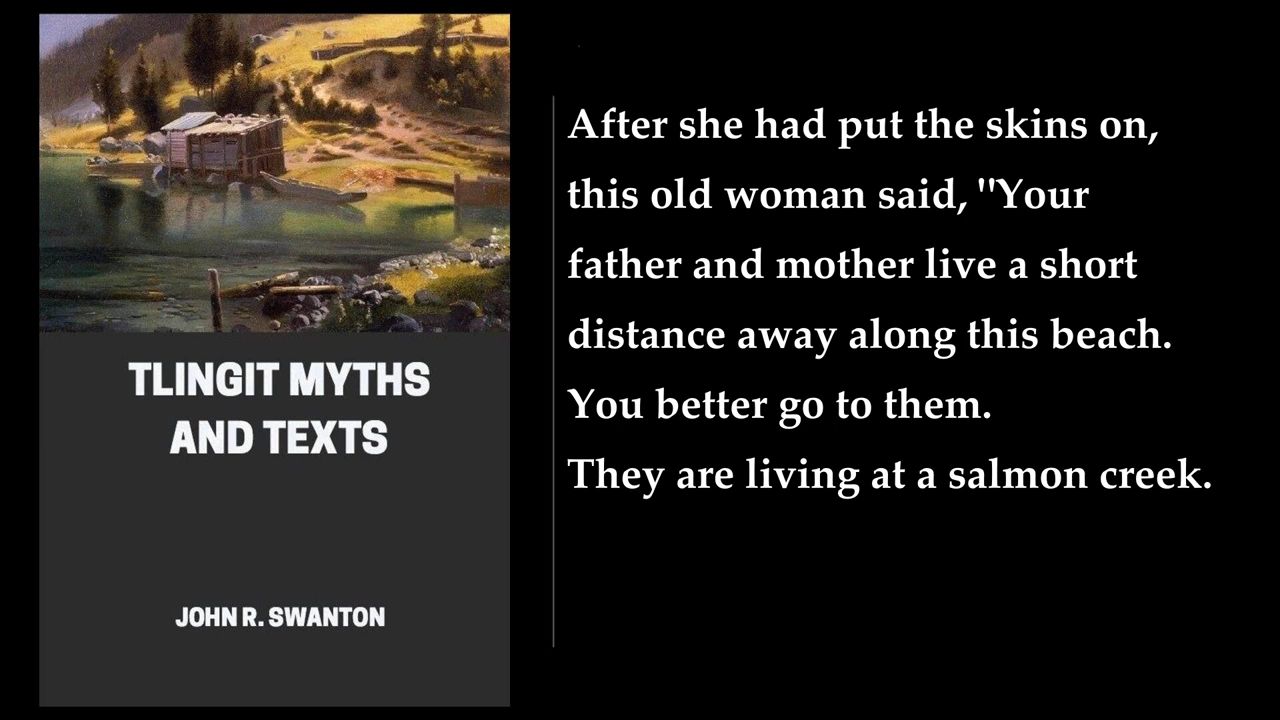 TLINGIT MYTHS
AND TEXTS
JOHN R. SWANTON
After she had put the skins on,
this old woman said, "Your
father and mother live a short
distance away along this beach.
You better go to them.
They are living at a salmon creek.